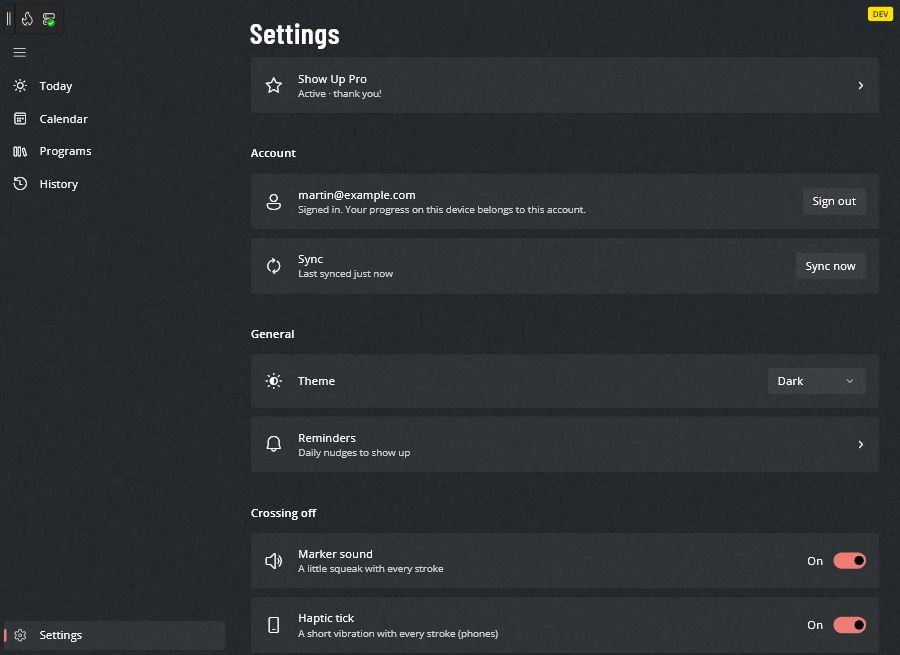 DEV
Settings
Today
Calendar
Programs
History
Settings
Show Up Pro
Active · thank you!
Account
martin@example.com
Signed in. Your progress on this device belongs to this account.
Sign out
Sync
Last synced just now
Sync now
General
Theme
Dark
Reminders
Daily nudges to show up
Crossing off
Marker sound
A little squeak with every stroke
On
Haptic tick
A short vibration with every stroke (phones)
On